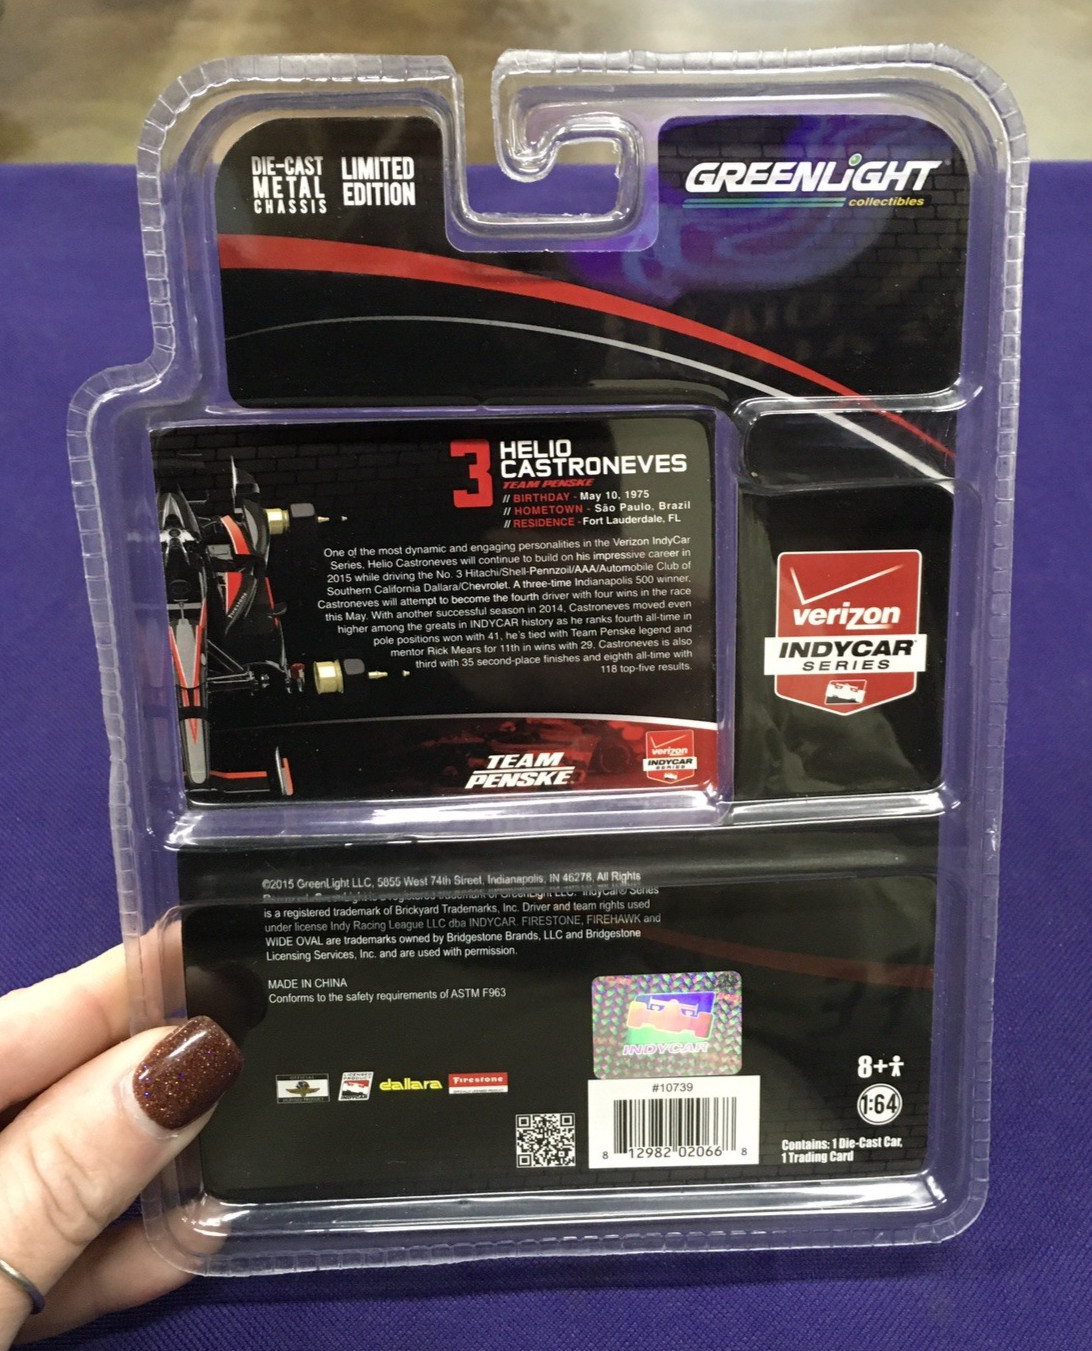 DIE-CAST
METAL
CHASSIS
LIMITED
EDITION
GREENLiGHT
collectibles
3
HELIO
CASTRONEVES
TEAM PENSKE
// BIRTHDAY - May 10, 1975
// HOMETOWN - São Paulo, Brazil
// RESIDENCE - Fort Lauderdale, FL
One of the most dynamic and engaging personalities in the Verizon IndyCar
Series, Helio Castroneves will continue to build on his impressive career in
2015 while driving the No. 3 Hitachi/Shell-Pennzoil/AAA/Automobile Club of
Southern California Dallara/Chevrolet. A three-time Indianapolis 500 winner,
Castroneves will attempt to become the fourth driver with four wins in the race
this May. With another successful season in 2014, Castroneves moved even
higher among the greats in INDYCAR history as he ranks fourth all-time in
pole positions won with 41, he's tied with Team Penske legend and
mentor Rick Mears for 11th in wins with 29. Castroneves is also
third with 35 second-place finishes and eighth all-time with
118 top-five results.
TEAM
PENSKE
verizon
INDYCAR
SERIES
verizon
INDYCAR
SERIES
©2015 GreenLight LLC, 5855 West 74th Street, Indianapolis, IN 46278. All Rights
registered trademark of GreenLight LLC. IndyCar® Series
is a registered trademark of Brickyard Trademarks, Inc. Driver and team rights used
under license Indy Racing League LLC dba INDYCAR. FIRESTONE, FIREHAWK and
WIDE OVAL are trademarks owned by Bridgestone Brands, LLC and Bridgestone
Licensing Services, Inc. and are used with permission.
MADE IN CHINA
Conforms to the safety requirements of ASTM F963
INDYCAR
dallara
Firestone
#10739
8 12982 02066 8
8+
1:64
Contains: 1 Die-Cast Car,
1 Trading Card